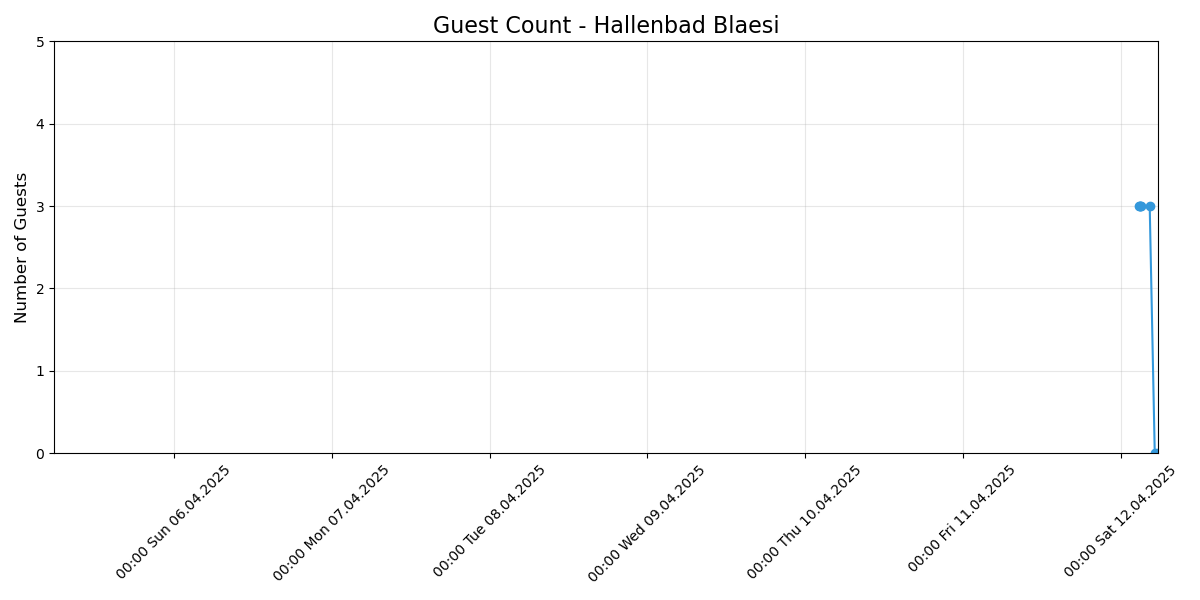 Guest Count - Hallenbad Blaesi
Number of Guests
5
4
3
2
1
0
00:00 Sun 06.04.2025
00:00 Mon 07.04.2025
00:00 Tue 08.04.2025
00:00 Wed 09.04.2025
00:00 Thu 10.04.2025
00:00 Fri 11.04.2025
00:00 Sat 12.04.2025